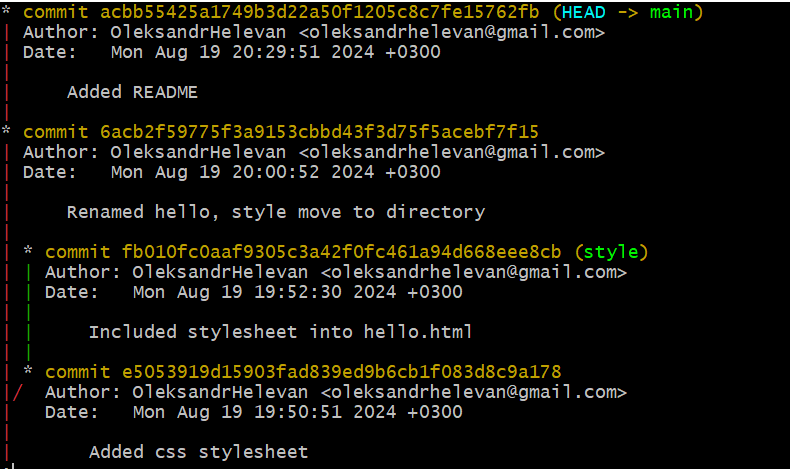 * commit acbb55425a1749b3d22a50f1205c8c7fe15762fb (HEAD -> main)
| Author: OleksandrHelevan <oleksandrhelevan@gmail.com>
| Date:   Mon Aug 19 20:29:51 2024 +0300
|
|     Added README
|
* commit 6acb2f59775f3a9153cbbd43f3d75f5acebf7f15
| Author: OleksandrHelevan <oleksandrhelevan@gmail.com>
| Date:   Mon Aug 19 20:00:52 2024 +0300
|
|     Renamed hello, style move to directory
|
| * commit fb010fc0aaf9305c3a42f0fc461a94d668eee8cb (style)
| | Author: OleksandrHelevan <oleksandrhelevan@gmail.com>
| | Date:   Mon Aug 19 19:52:30 2024 +0300
| |
| |     Included stylesheet into hello.html
| |
| * commit e5053919d15903fad839ed9b6cb1f083d8c9a178
|/  Author: OleksandrHelevan <oleksandrhelevan@gmail.com>
|   Date:   Mon Aug 19 19:50:51 2024 +0300
|
|       Added css stylesheet